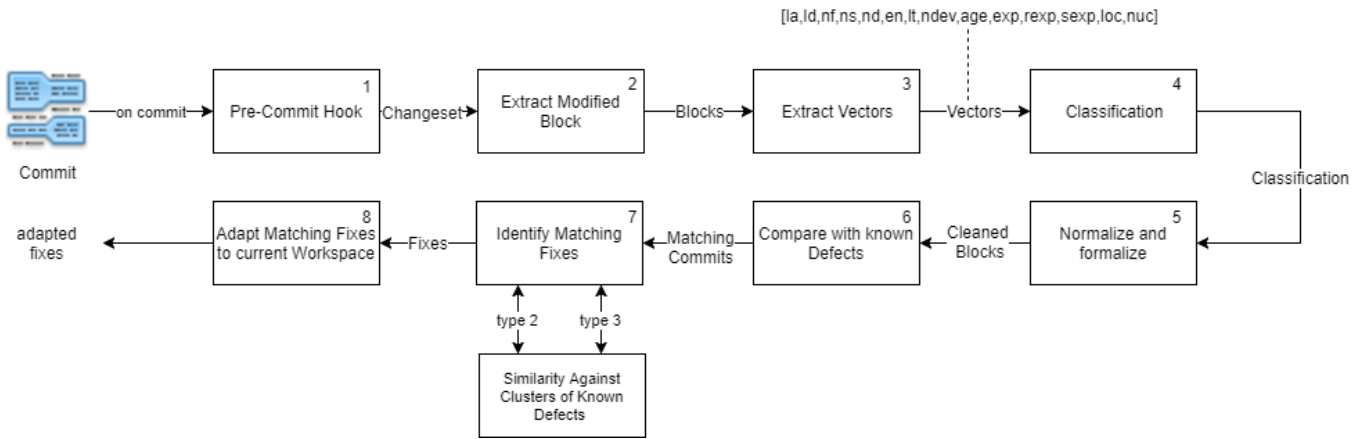 [la,ld,nf,ns,nd,en,lt,ndev,age,exp,rexp,sexp,loc,nuc]
Commit
on commit
1
Pre-Commit Hook
Changeset
2
Extract Modified
Block
Blocks
3
Extract Vectors
Vectors
4
Classification
Classification
5
Normalize and
formalize
Cleaned
Blocks
6
Compare with known
Defects
Matching
Commits
7
Identify Matching
Fixes
Fixes
8
Adapt Matching Fixes
to current Workspace
adapted
fixes
type 2
type 3
Similarity Against
Clusters of Known
Defects